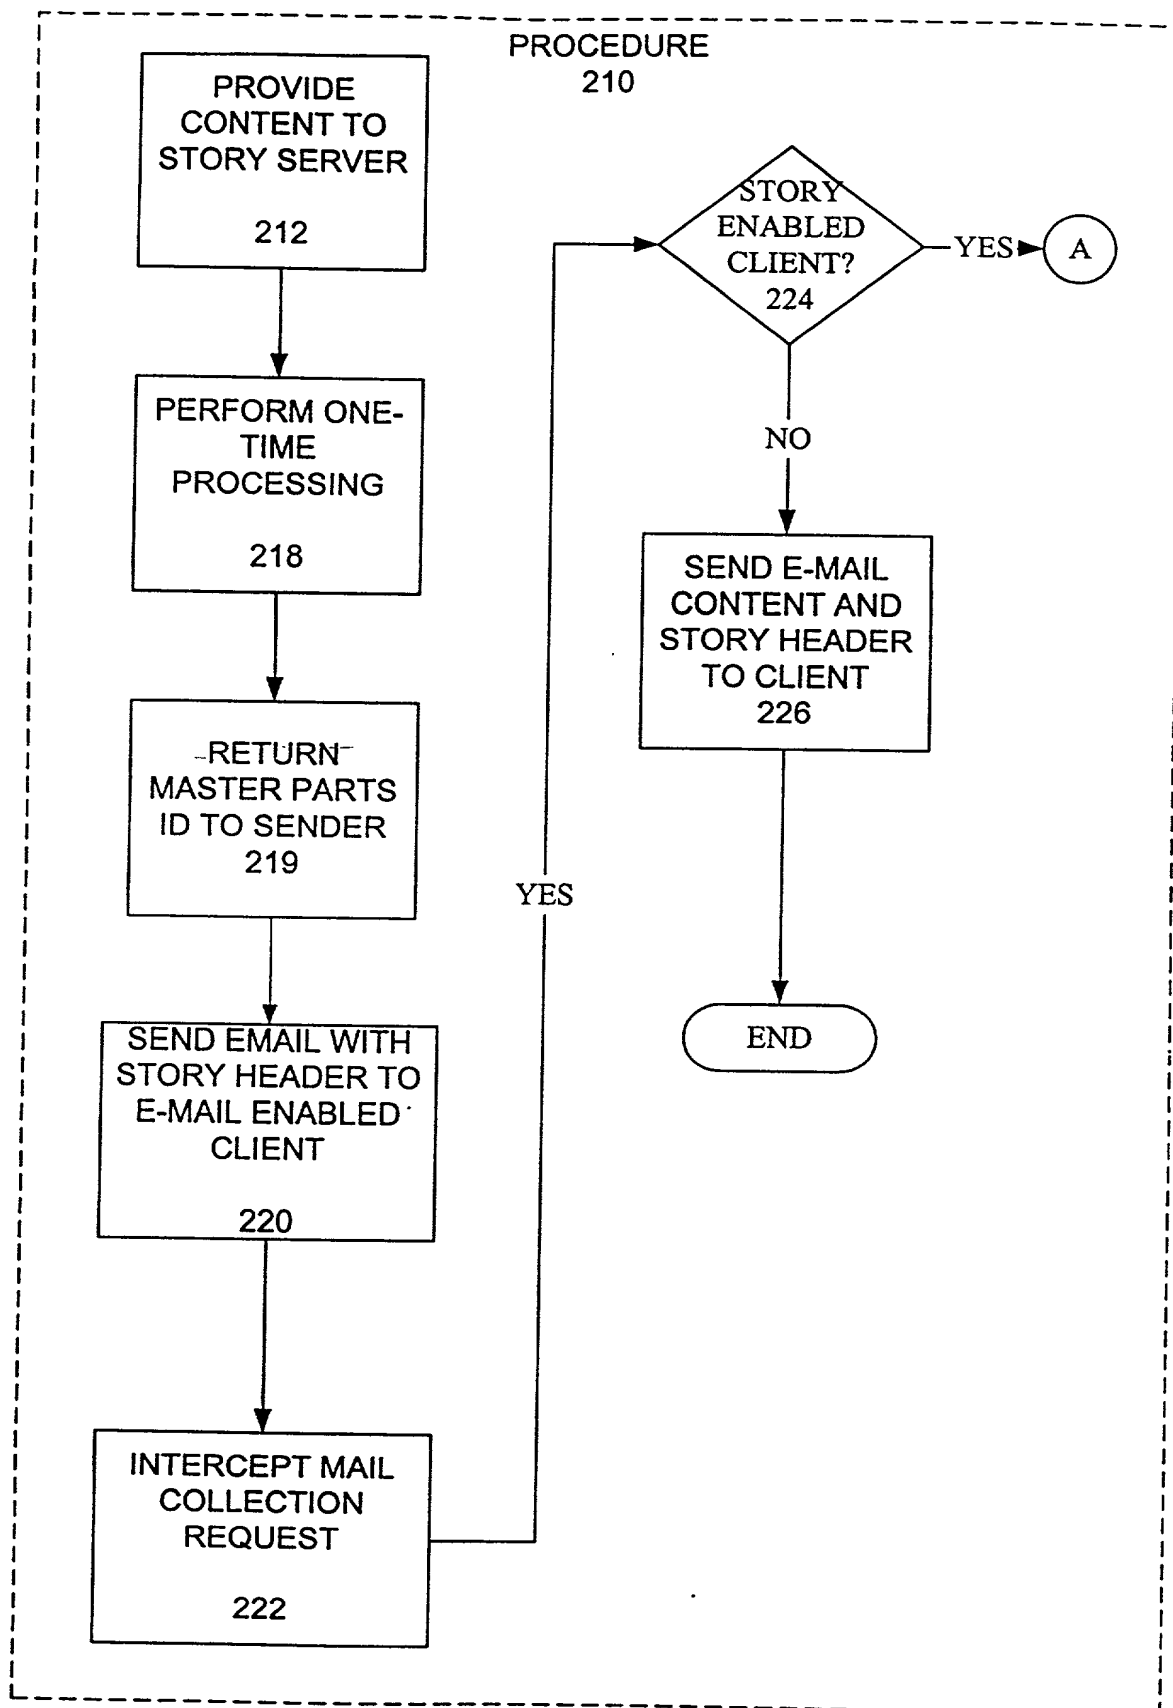 PROCEDURE
210
PROVIDE
CONTENT TO
STORY SERVER
212
PERFORM ONE-
TIME
PROCESSING
218
RETURN
MASTER PARTS
ID TO SENDER
219
SEND EMAIL WITH
STORY HEADER TO
E-MAIL ENABLED
CLIENT
220
INTERCEPT MAIL
COLLECTION
REQUEST
222
YES
STORY
ENABLED
CLIENT?
224
YES
A
NO
SEND E-MAIL
CONTENT AND
STORY HEADER
TO CLIENT
226
END